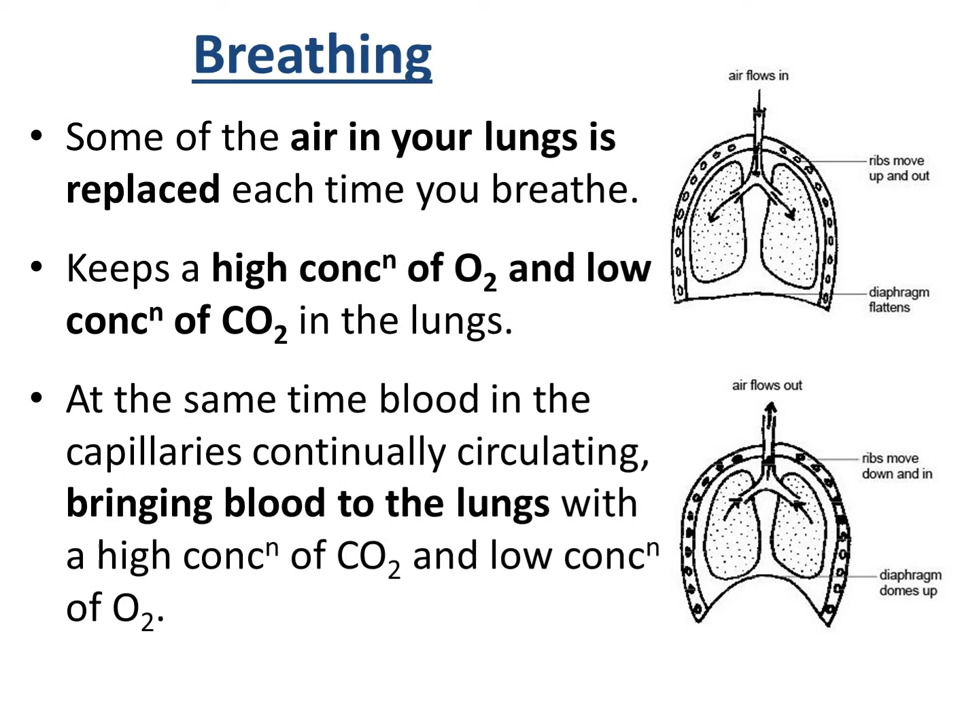 Breathing
• Some of the air in your lungs is
replaced each time you breathe.
• Keeps a high concⁿ of O₂ and low
concⁿ of CO₂ in the lungs.
• At the same time blood in the
capillaries continually circulating,
bringing blood to the lungs with
a high concⁿ of CO₂ and low concⁿ
of O₂.
air flows in
ribs move
up and out
diaphragm
flattens
air flows out
ribs move
down and in
diaphragm
domes up